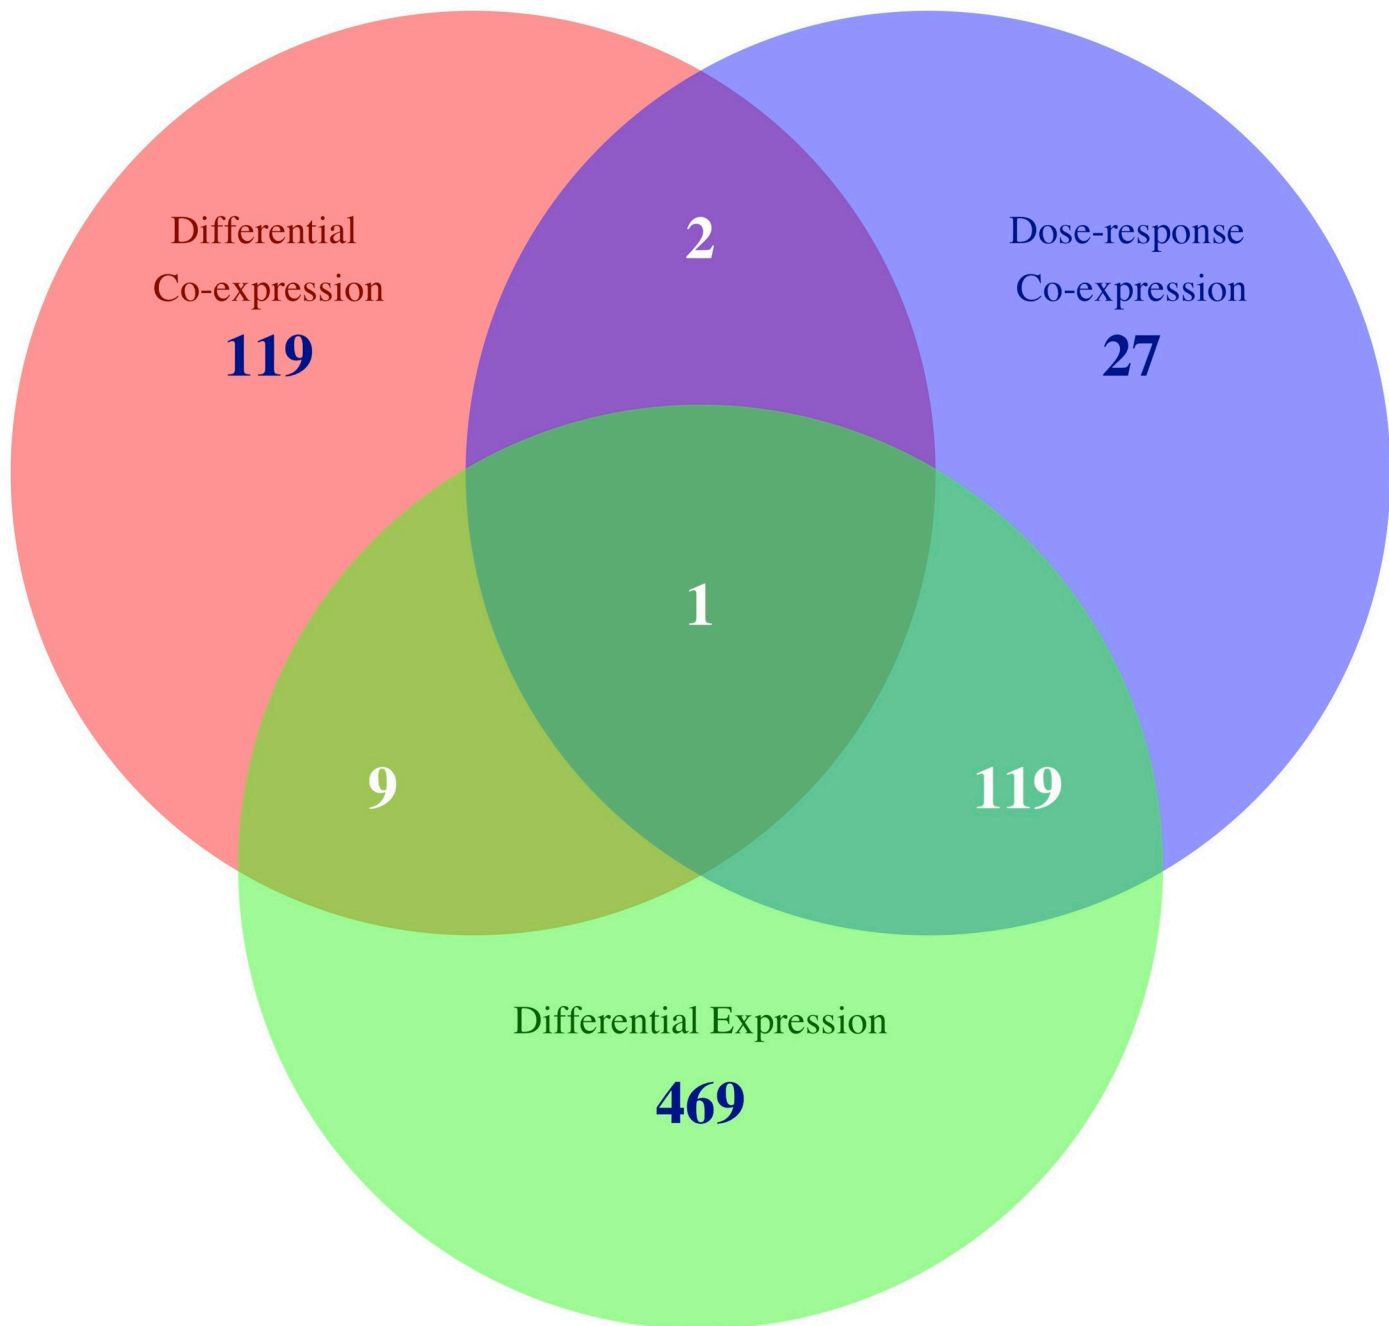 Differential
Co-expression
119
2
Dose-response
Co-expression
27
1
9
119
Differential Expression
469